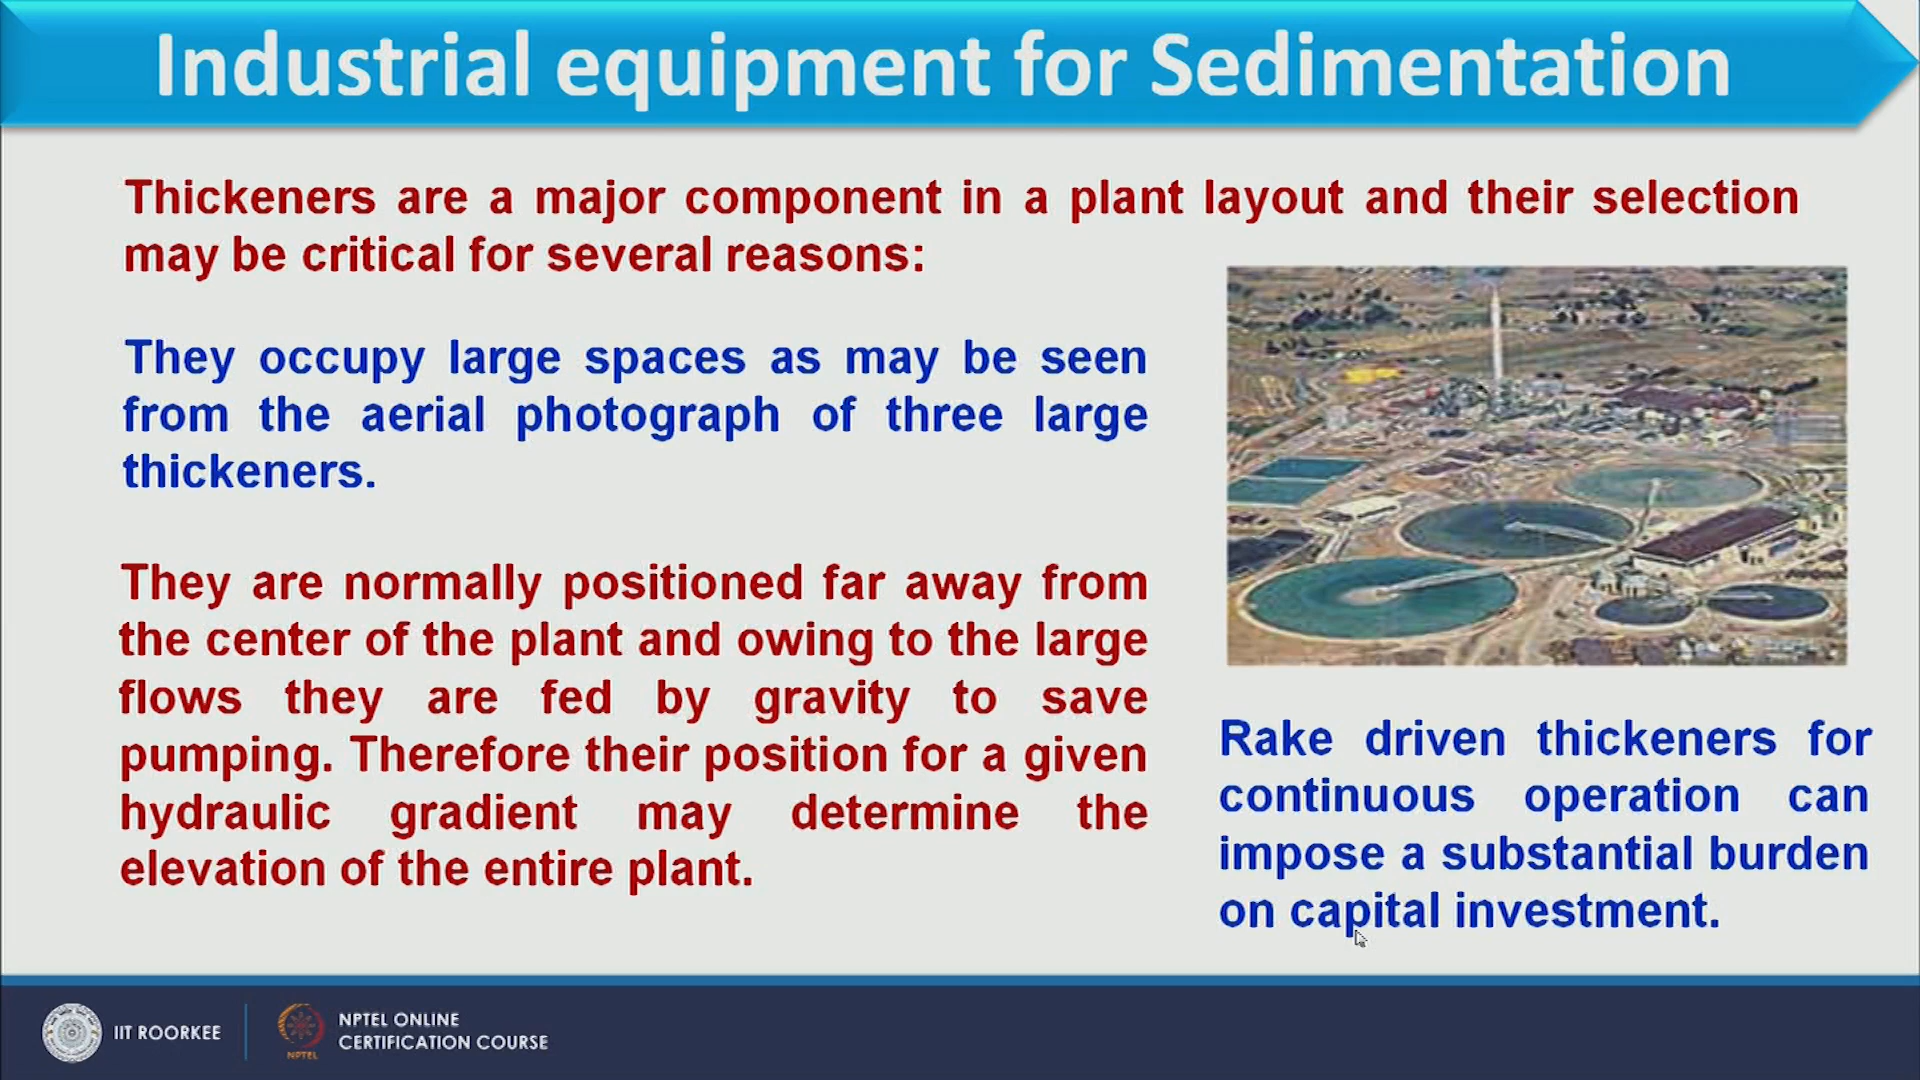 Industrial equipment for Sedimentation
Thickeners are a major component in a plant layout and their selection
may be critical for several reasons:
They occupy large spaces as may be seen
from the aerial photograph of three large
thickeners.
They are normally positioned far away from
the center of the plant and owing to the large
flows they are fed by gravity to save
pumping. Therefore their position for a given
hydraulic gradient may determine the
elevation of the entire plant.
Rake driven thickeners for
continuous operation can
impose a substantial burden
on capital investment.
IIT ROORKEE
NPTEL
NPTEL ONLINE
CERTIFICATION COURSE